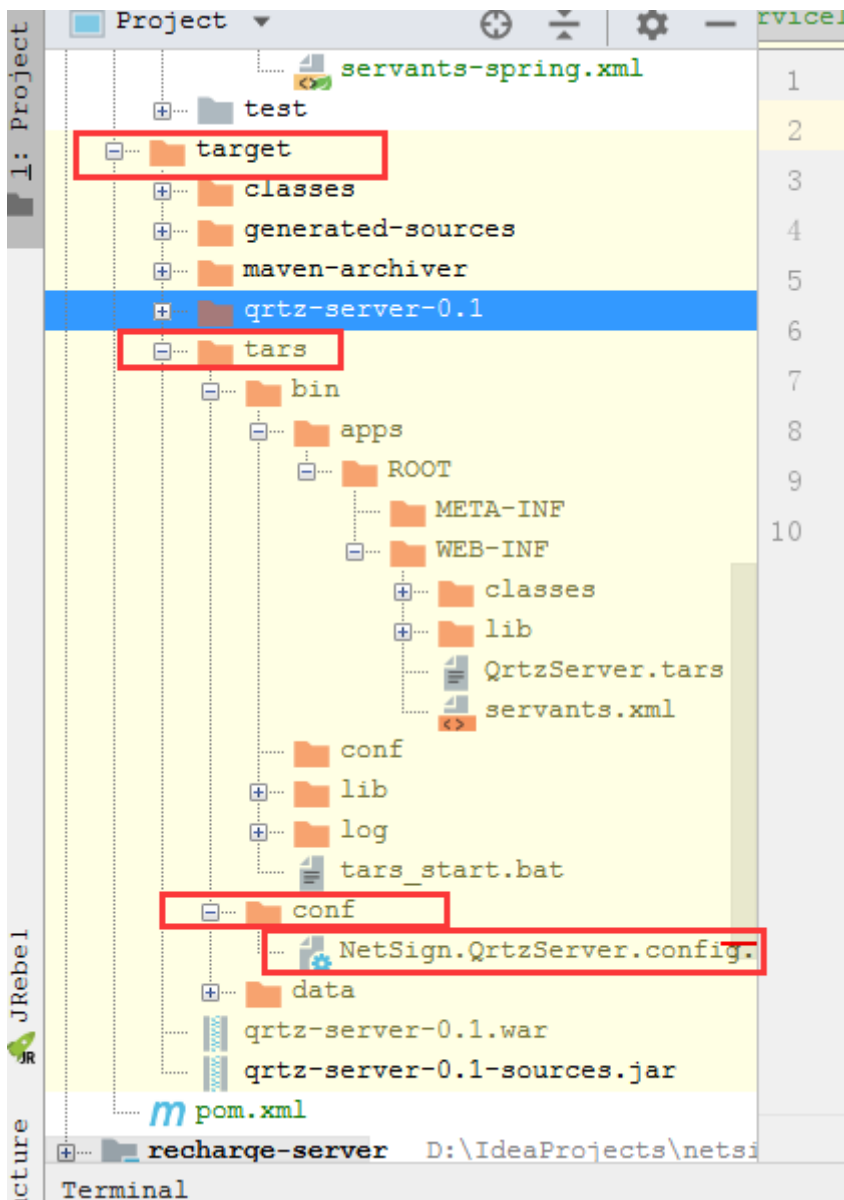 Project
rvice
1: Project
servants-spring.xml
test
target
classes
generated-sources
maven-archiver
qrtz-server-0.1
tars
bin
apps
ROOT
META-INF
WEB-INF
classes
lib
QrtzServer.tars
servants.xml
conf
lib
log
tars_start.bat
conf
NetSign.QrtzServer.config.
data
qrtz-server-0.1.war
qrtz-server-0.1-sources.jar
pom.xml
recharge-server D:\IdeaProjects\netsi
Terminal
1
2
3
4
5
6
7
8
9
10
JRebel
JR
cture